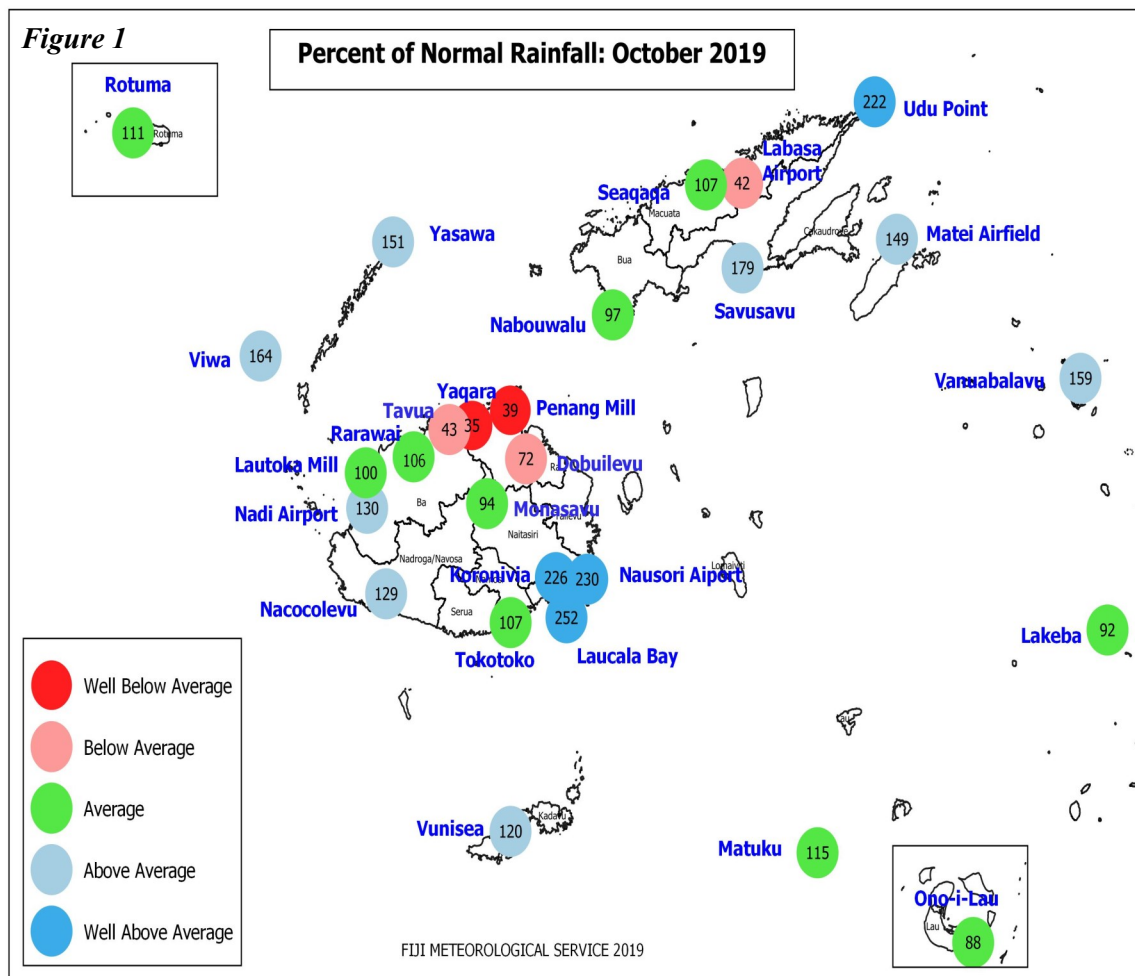 Figure 1
Percent of Normal Rainfall: October 2019
Rotuma
111
Rotuma
222
Udu Point
Labasa
Airport
107
42
Seaqaqa
Macuata
Cakaudrove
151
Yasawa
149
Matei Airfield
Bua
179
Savusavu
97
Nabouwalu
Viwa
164
Vanuabalavu
159
Yaqara
39
Penang Mill
Tavua
43
35
Rarawai
106
72
Dobuilevu
Ra
Lautoka Mill
100
Ba
94
Monasavu
Tailevu
Nadi Airport
130
Naitasiri
Nadroga/Navosa
Lomaiviti
Koronivia
226
230
Nausori Aiport
129
Nacocolevu
Serua
107
252
Tokotoko
Laucala Bay
Lakeba
92
Well Below Average
Below Average
Average
Above Average
Well Above Average
Vunisea
120
Kadavu
Matuku
115
Ono-i-Lau
Lau
88
FIJI METEOROLOGICAL SERVICE 2019